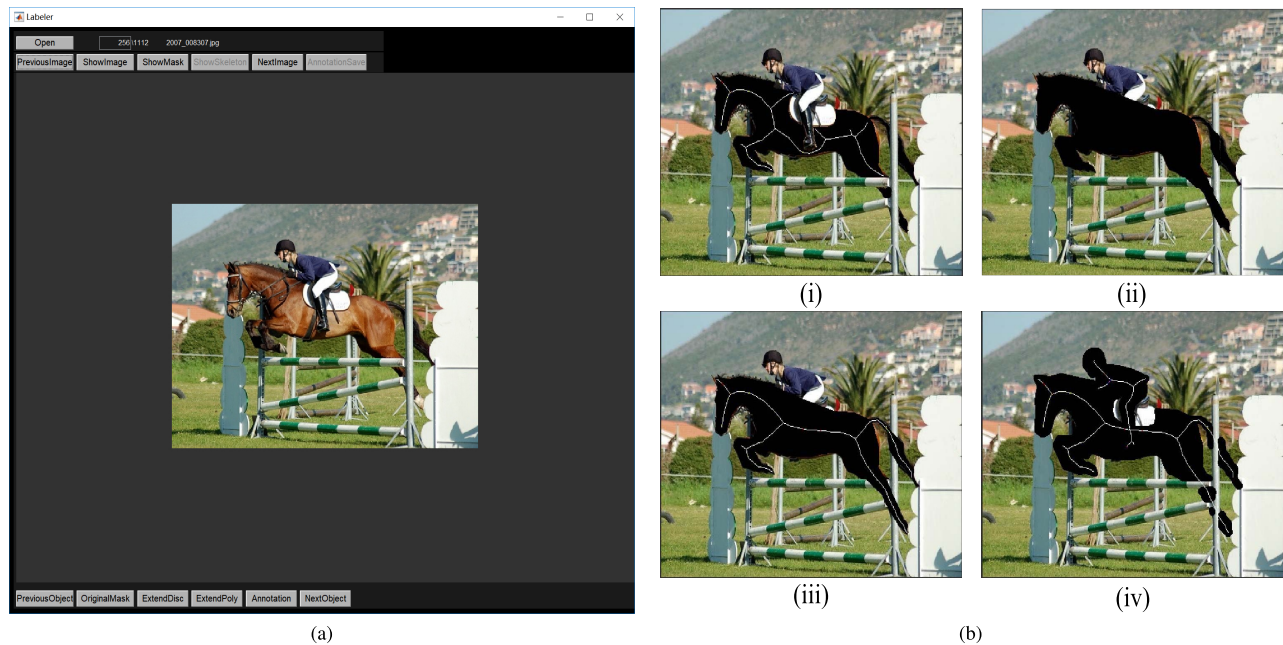 Labeler
Open 256 \1112 2007_008307.jpg
PreviousImage ShowImage ShowMask ShowSkeleton NextImage AnnotationSave
PreviousObject OriginalMask ExtendDisc ExtendPoly Annotation NextObject
(a)
(i)
(ii)
(iii)
(iv)
(b)